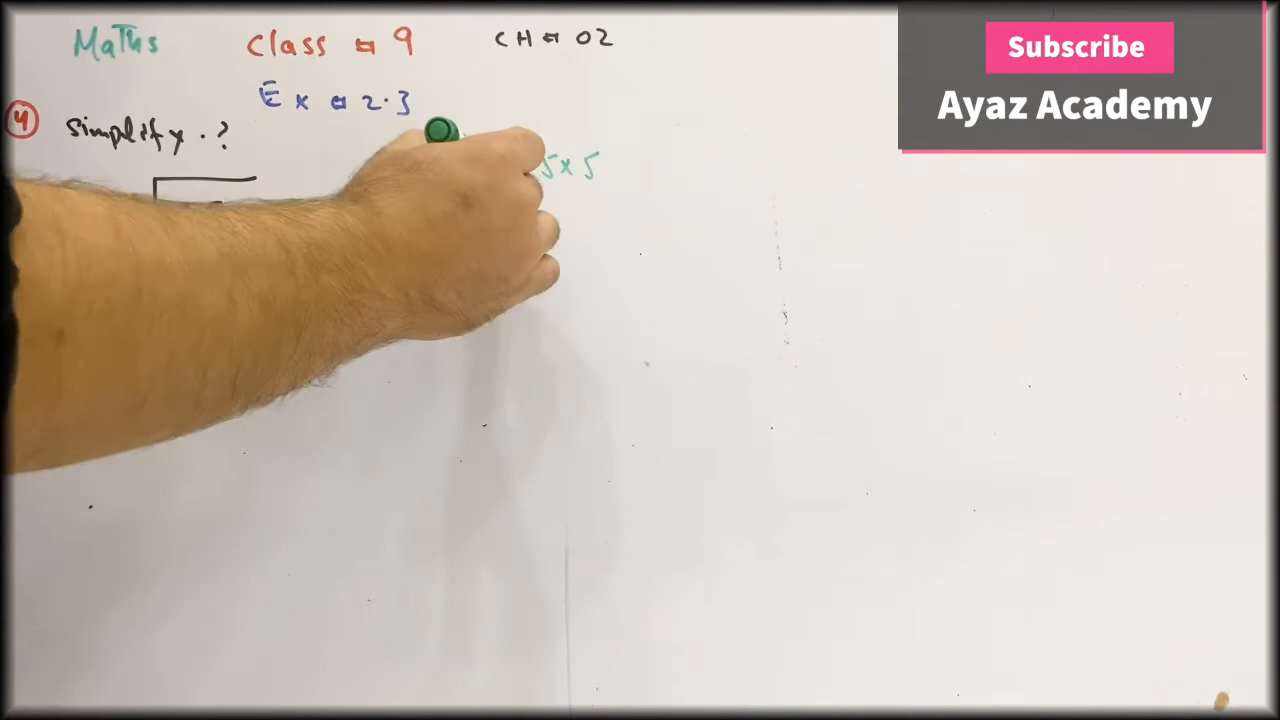 Maths Class = 9 CH = 02
Subscribe
Ayaz Academy
Ex = 2.3
4 Simplify . ?
5 x 5